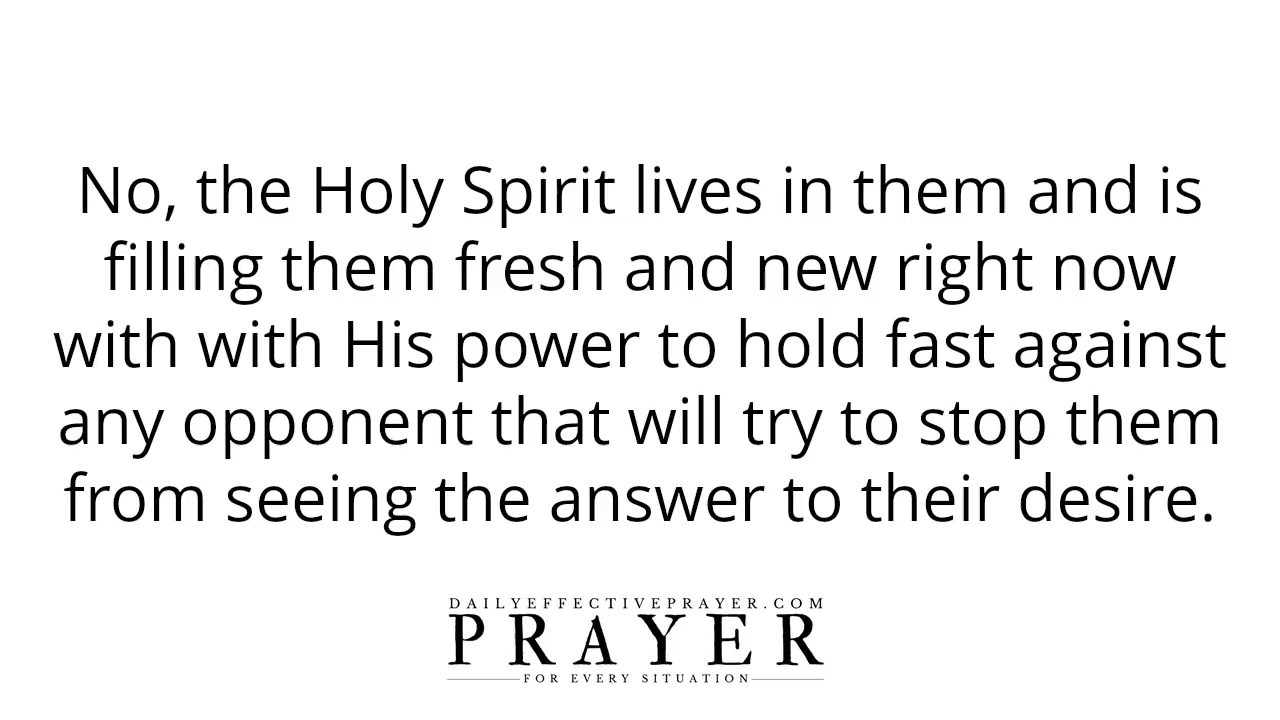 No, the Holy Spirit lives in them and is
filling them fresh and new right now
with with His power to hold fast against
any opponent that will try to stop them
from seeing the answer to their desire.
DAILYEFFECTIVEPRAYER.COM
PRAYER
FOR EVERY SITUATION